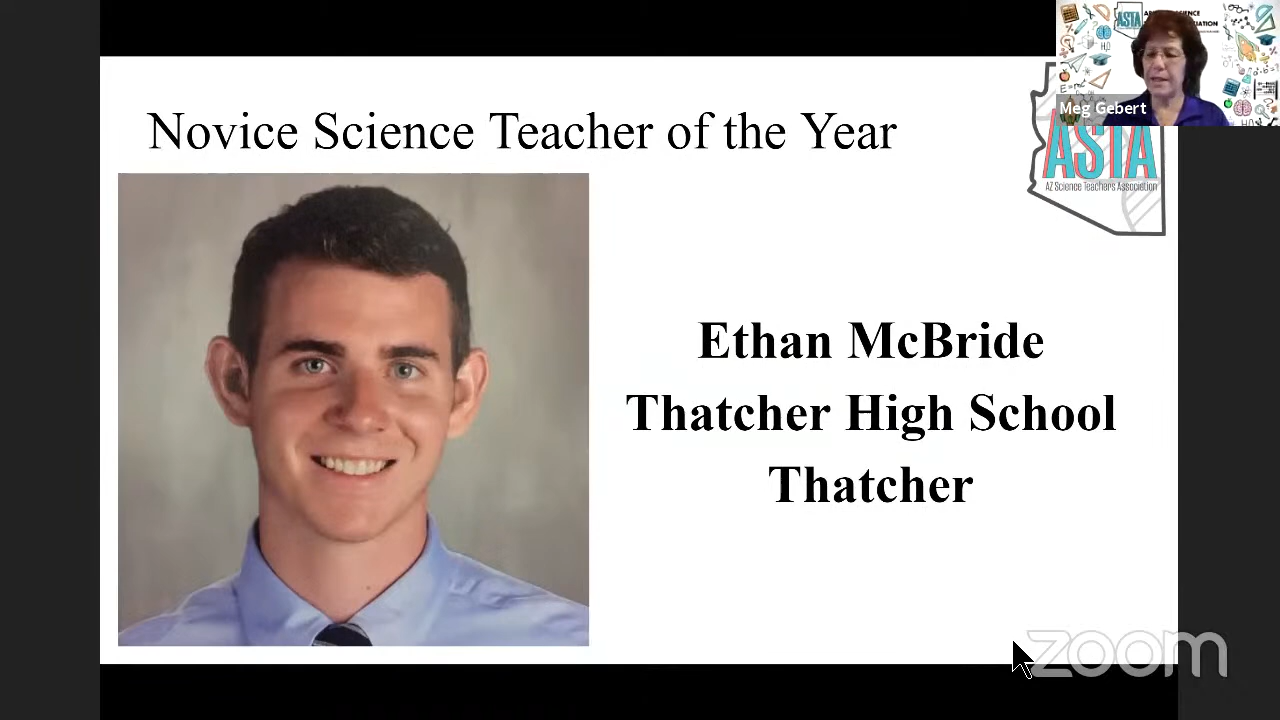 Novice Science Teacher of the Year
Meg Gebert
ASTA
AZ Science Teachers Association
Ethan McBride
Thatcher High School
Thatcher
zoom